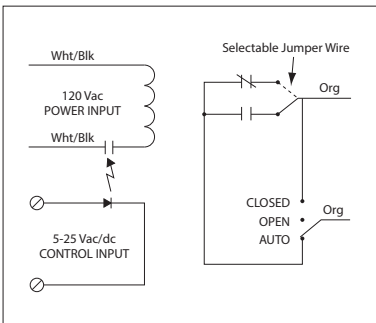 Wht/Blk
120 Vac
POWER INPUT
Wht/Blk
5-25 Vac/dc
CONTROL INPUT
Selectable Jumper Wire
Org
CLOSED
OPEN
AUTO
Org